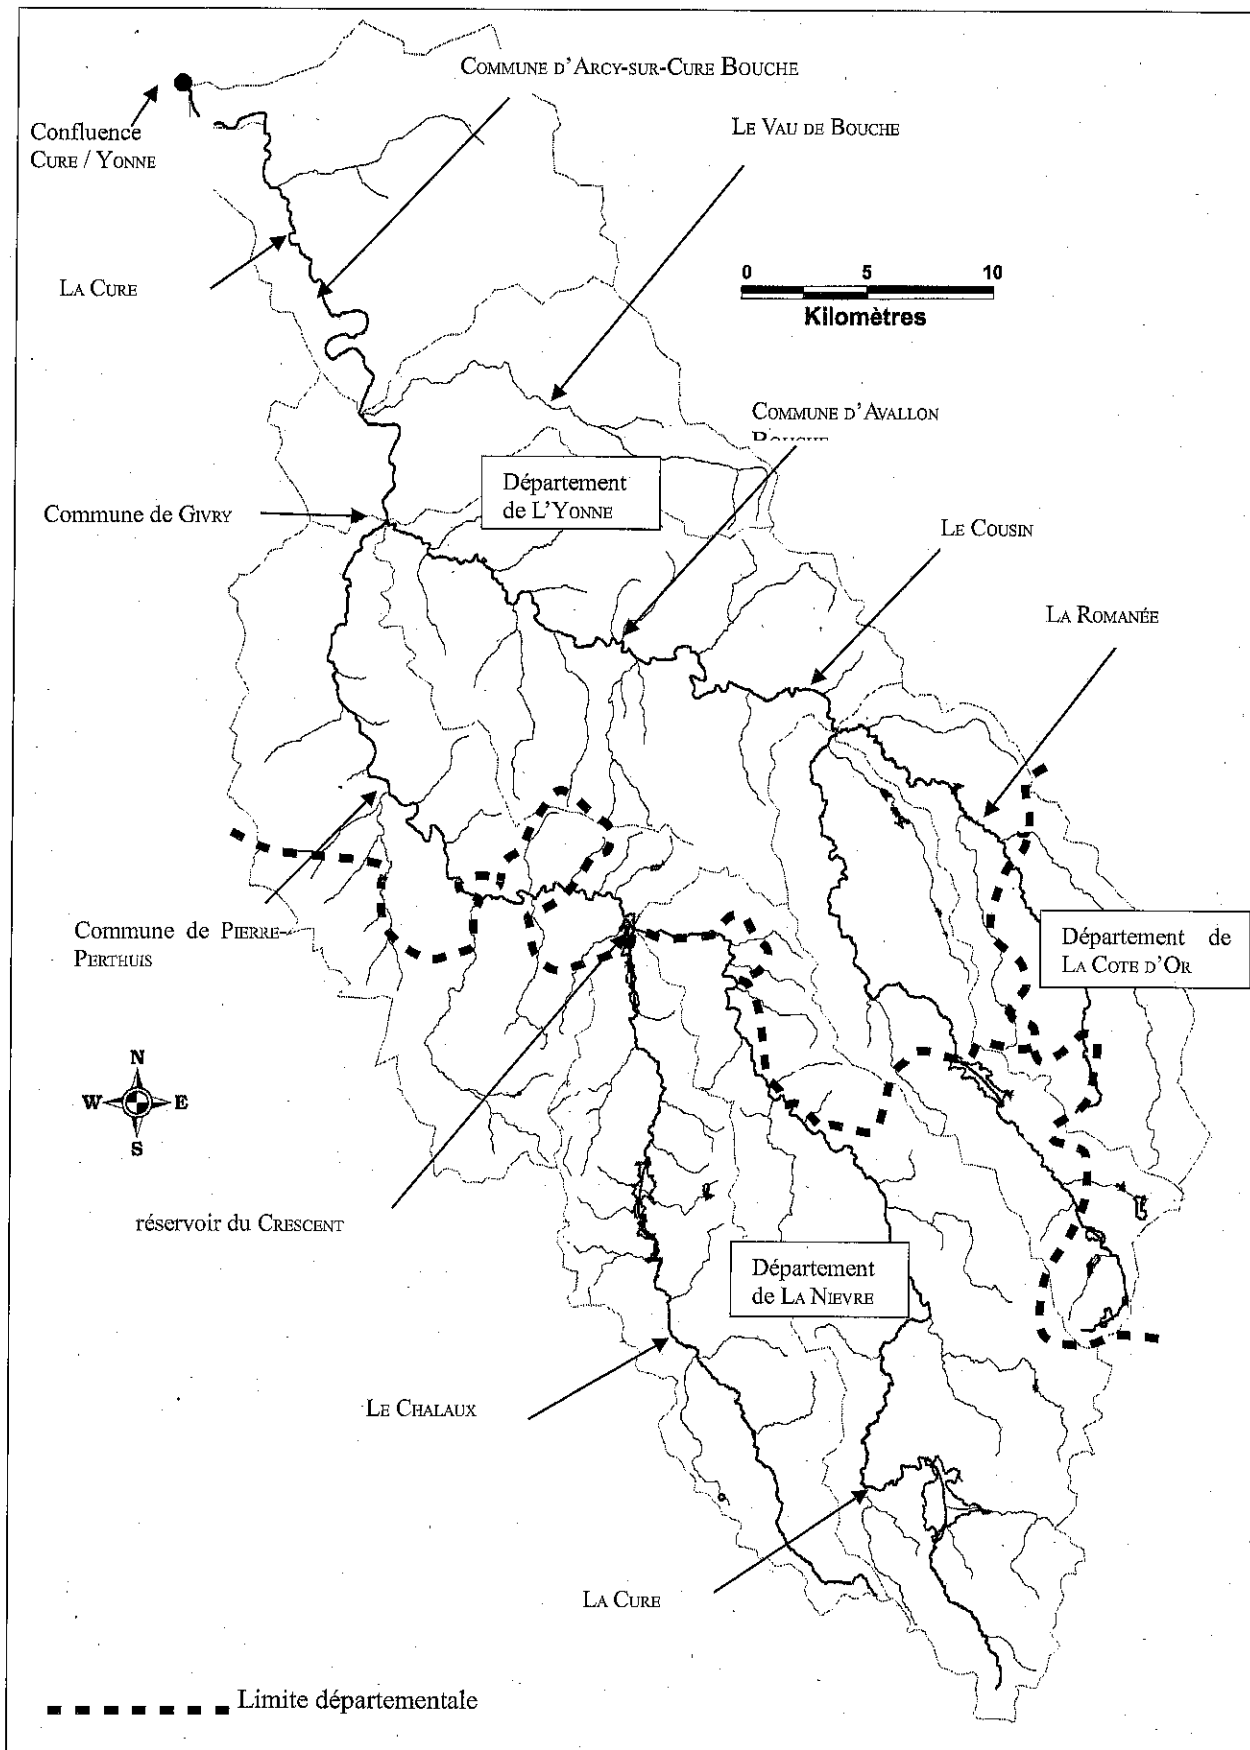 COMMUNE D'ARCY-SUR-CURE BOUCHE
LE VAU DE BOUCHE
Confluence
CURE / YONNE
LA CURE
0 5 10
Kilomètres
COMMUNE D'AVALLON
BOUCHE
Département
de L'YONNE
Commune de GIVRY
LE COUSIN
LA ROMANÉE
Commune de PIERRE-
PERTHUIS
Département de
LA COTE D'OR
N
W E
S
réservoir du CRESCENT
Département
de LA NIEVRE
LE CHALAUX
LA CURE
Limite départementale